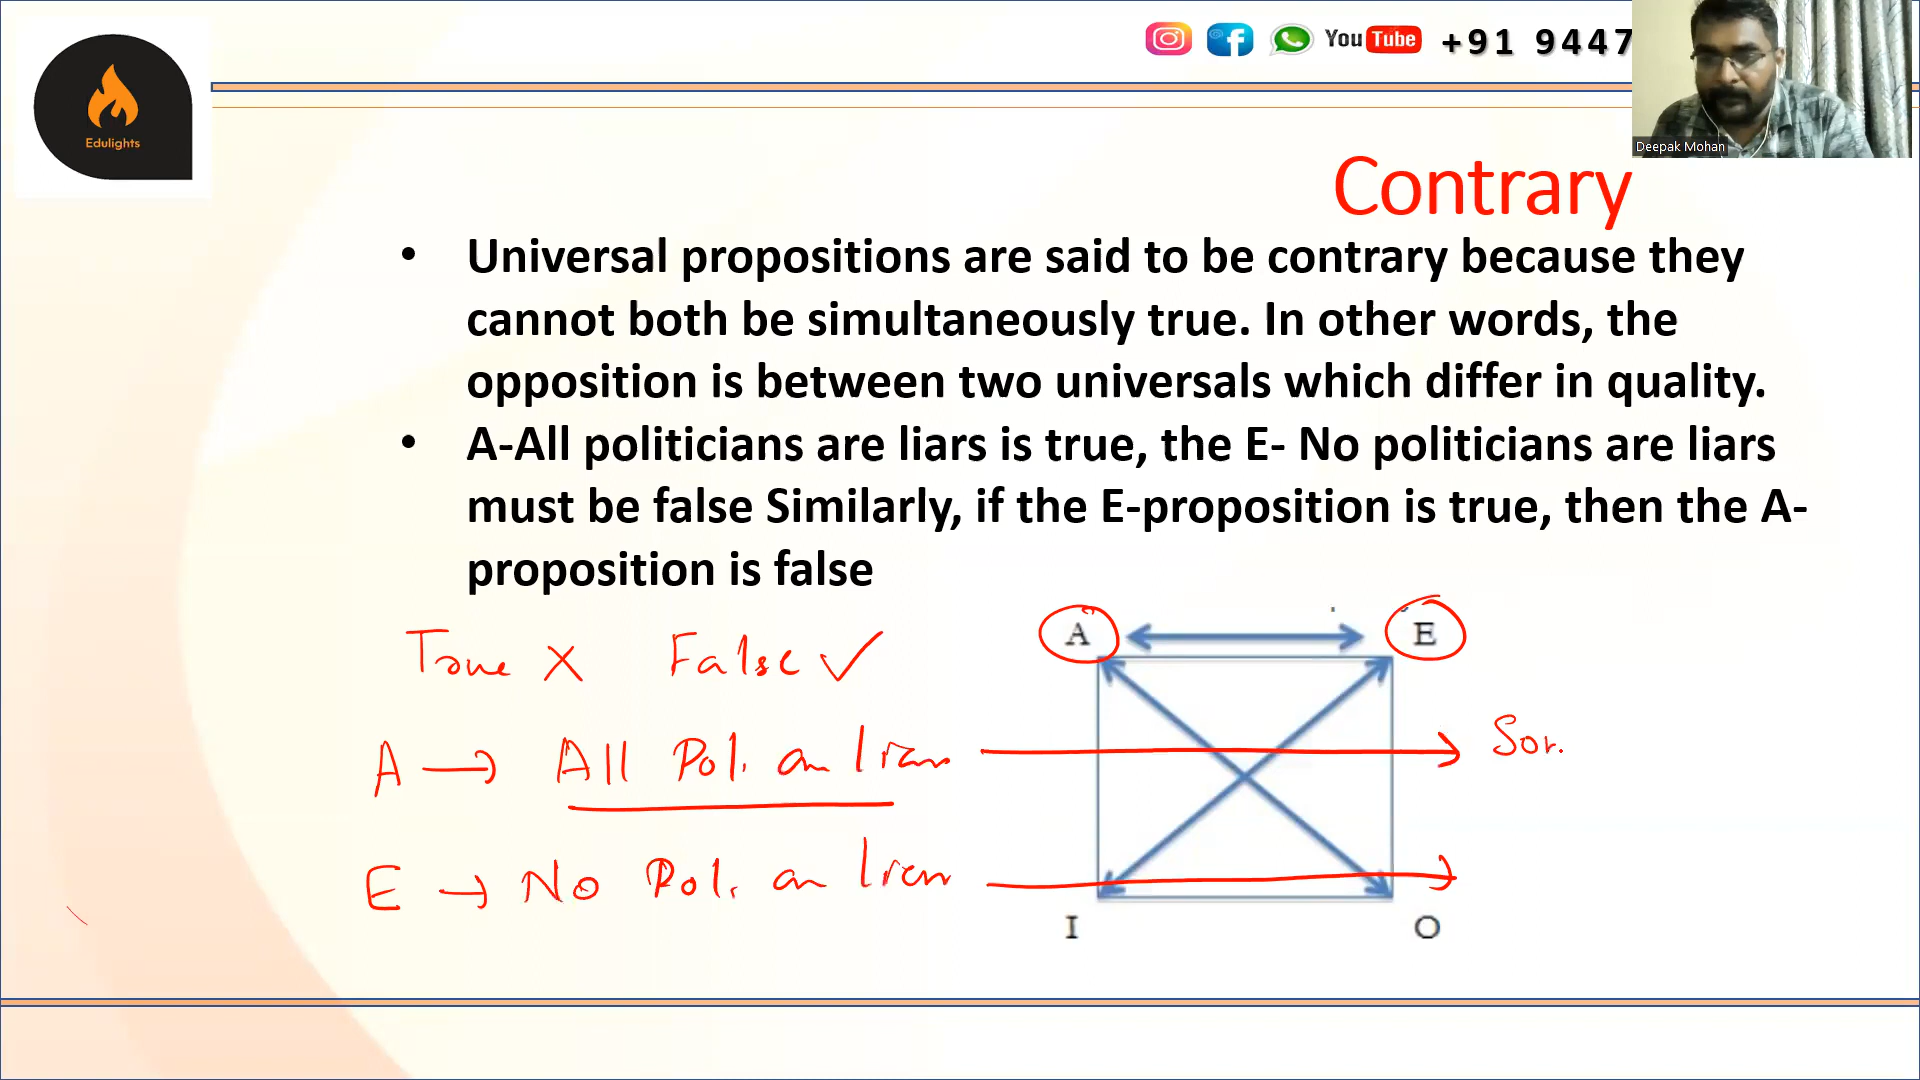 You Tube +91 9447
Edulights
Deepak Mohan
Contrary
• Universal propositions are said to be contrary because they
cannot both be simultaneously true. In other words, the
opposition is between two universals which differ in quality.
• A-All politicians are liars is true, the E- No politicians are liars
must be false Similarly, if the E-proposition is true, then the A-
proposition is false
A E
True X False ✓
A → All Pol. are liars
E → No Pol. are liars
I O